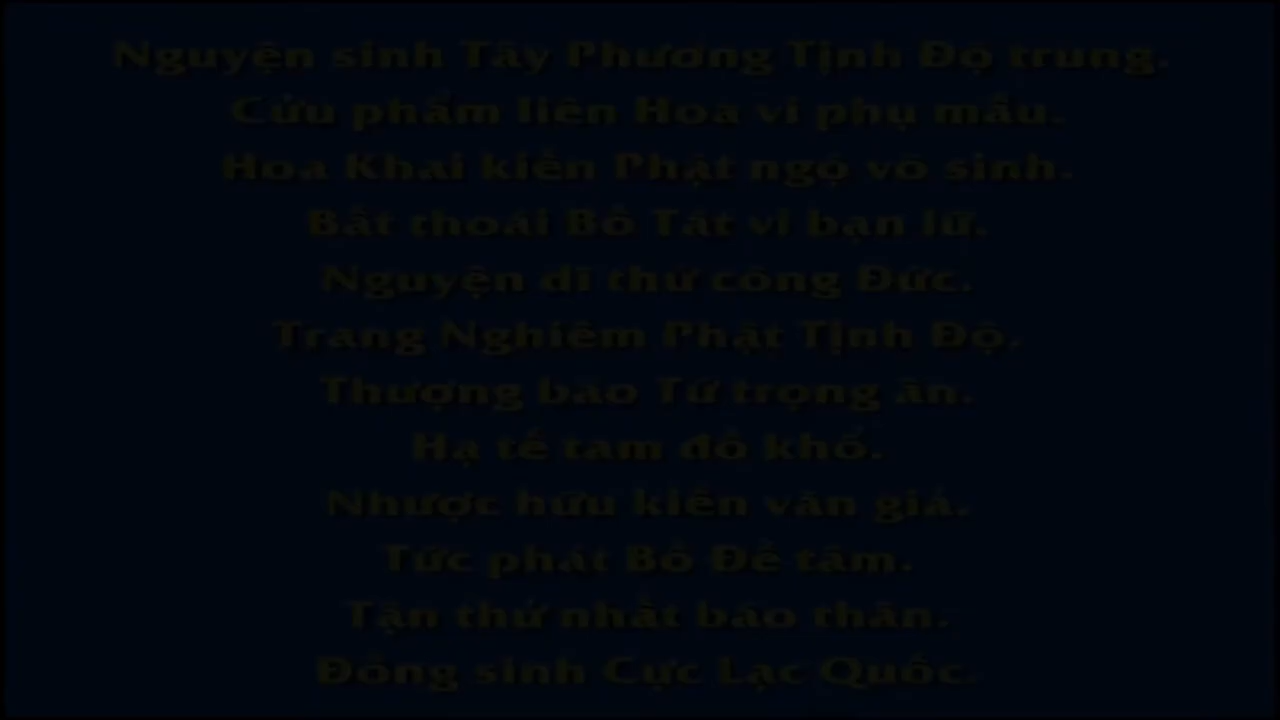 Nguyện sinh Tây Phương Tịnh Độ trung.
Cửu phẩm liên Hoa vi phụ mẫu.
Hoa Khai kiến Phật ngộ vô sinh.
Bất thoái Bồ Tát vi bạn lữ.
Nguyện dĩ thử công Đức.
Trang Nghiêm Phật Tịnh Độ.
Thượng báo Tứ trọng ân.
Hạ tế tam đồ khổ.
Nhược hữu kiến văn giả.
Tức phát Bồ Đề tâm.
Tận thử nhất báo thân.
Đồng sinh Cực Lạc Quốc.